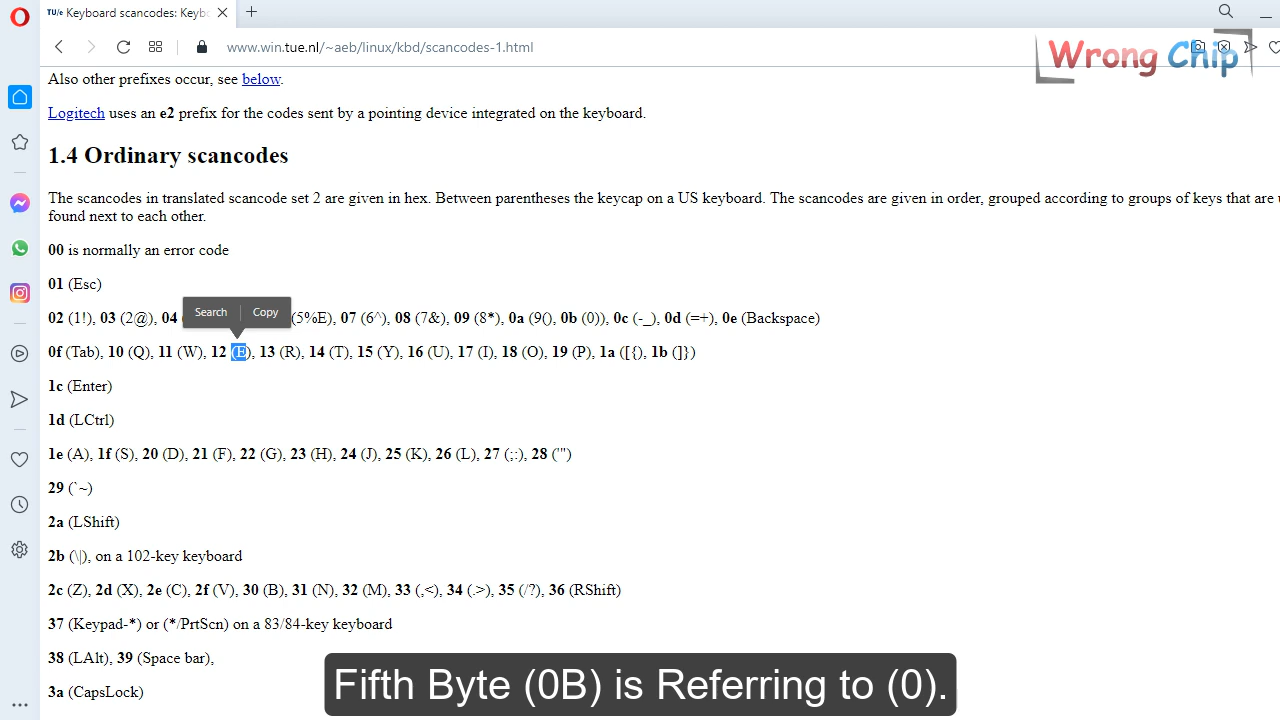 TU/e Keyboard scancodes: Keyb
www.win.tue.nl/~aeb/linux/kbd/scancodes-1.html
Wrong Chip
Also other prefixes occur, see below.
Logitech uses an e2 prefix for the codes sent by a pointing device integrated on the keyboard.
1.4 Ordinary scancodes
The scancodes in translated scancode set 2 are given in hex. Between parentheses the keycap on a US keyboard. The scancodes are given in order, grouped according to groups of keys that are
found next to each other.
00 is normally an error code
01 (Esc)
Search Copy
02 (1!), 03 (2@), 04 (5%E), 07 (6^), 08 (7&), 09 (8*), 0a (9(), 0b (0)), 0c (-_), 0d (=+), 0e (Backspace)
0f (Tab), 10 (Q), 11 (W), 12 (E), 13 (R), 14 (T), 15 (Y), 16 (U), 17 (I), 18 (O), 19 (P), 1a ([{), 1b (]})
1c (Enter)
1d (LCtrl)
1e (A), 1f (S), 20 (D), 21 (F), 22 (G), 23 (H), 24 (J), 25 (K), 26 (L), 27 (;:), 28 ('")
29 (`~)
2a (LShift)
2b (\|), on a 102-key keyboard
2c (Z), 2d (X), 2e (C), 2f (V), 30 (B), 31 (N), 32 (M), 33 (,<), 34 (.>), 35 (/?), 36 (RShift)
37 (Keypad-*) or (*/PrtScn) on a 83/84-key keyboard
38 (LAlt), 39 (Space bar),
3a (CapsLock)
Fifth Byte (0B) is Referring to (0).